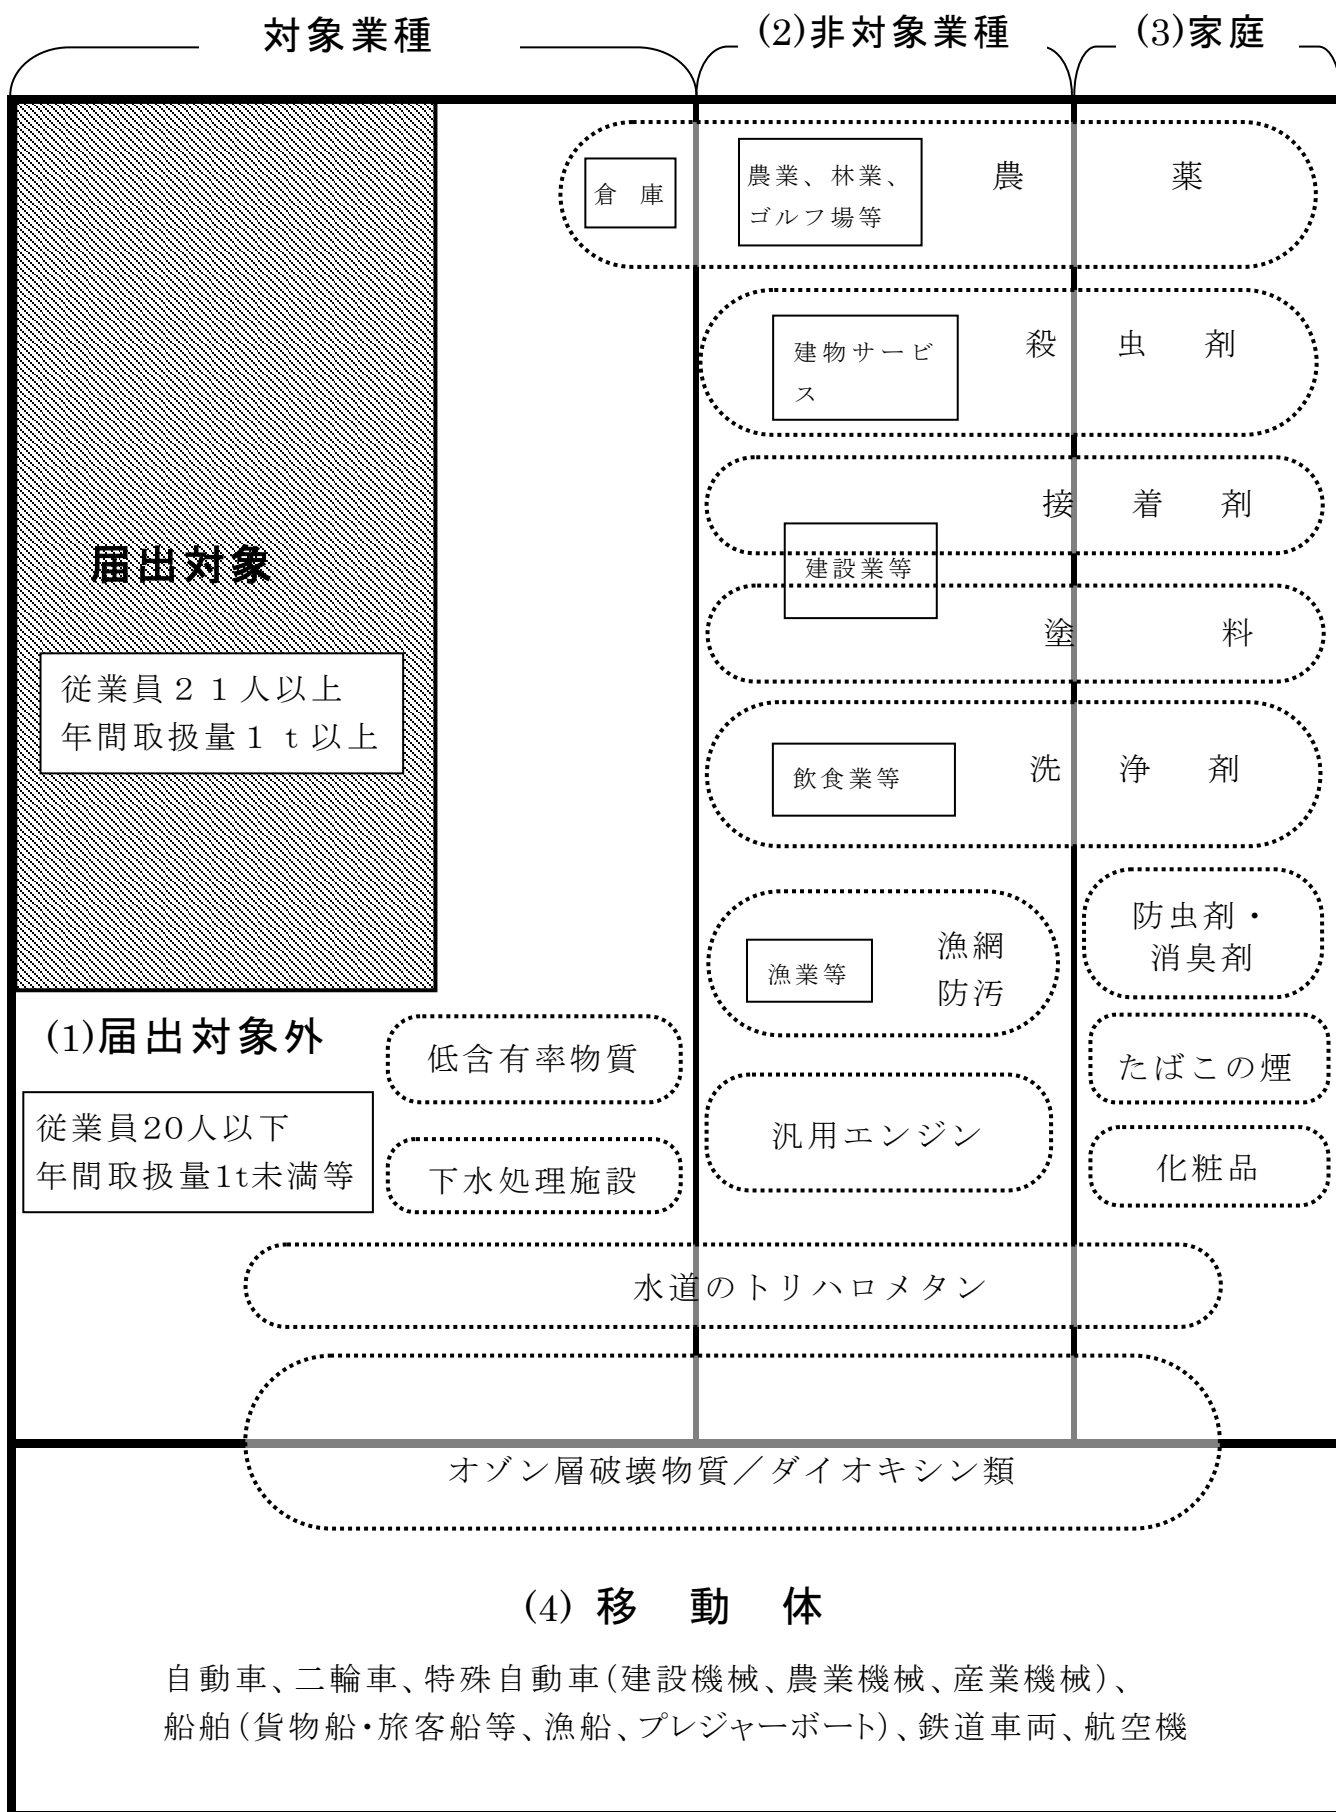 対象業種
(2)非対象業種
(3)家庭
倉 庫
農業、林業、
ゴルフ場等
農 薬
建物サービ
ス
殺 虫 剤
接 着 剤
建設業等
塗 料
届出対象
従業員２１人以上
年間取扱量１ｔ以上
飲食業等
洗 浄 剤
漁業等
漁網
防汚
防虫剤・
消臭剤
(1)届出対象外
低含有率物質
たばこの煙
従業員20人以下
年間取扱量1t未満等
汎用エンジン
下水処理施設
化粧品
水道のトリハロメタン
オゾン層破壊物質／ダイオキシン類
(4) 移 動 体
自動車、二輪車、特殊自動車(建設機械、農業機械、産業機械)、
船舶(貨物船・旅客船等、漁船、プレジャーボート)、鉄道車両、航空機